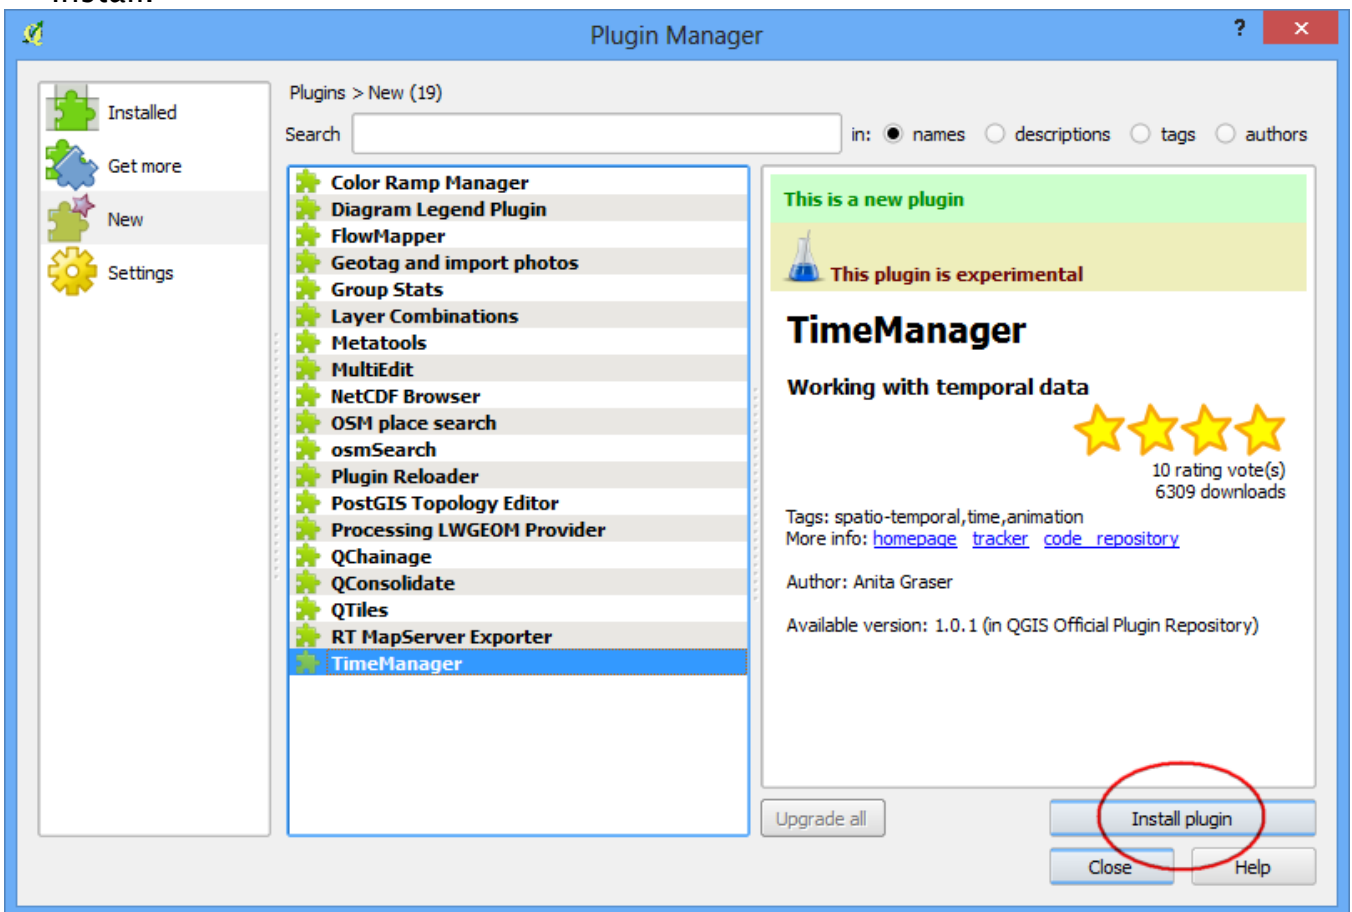 Plugin Manager
?
Installed
Get more
New
Settings
Plugins > New (19)
Search
in: names descriptions tags authors
Color Ramp Manager
Diagram Legend Plugin
FlowMapper
Geotag and import photos
Group Stats
Layer Combinations
Metatools
MultiEdit
NetCDF Browser
OSM place search
osmSearch
Plugin Reloader
PostGIS Topology Editor
Processing LWGEOM Provider
QChainage
QConsolidate
QTiles
RT MapServer Exporter
TimeManager
This is a new plugin
This plugin is experimental
TimeManager
Working with temporal data
10 rating vote(s)
6309 downloads
Tags: spatio-temporal,time,animation
More info: homepage tracker code repository
Author: Anita Graser
Available version: 1.0.1 (in QGIS Official Plugin Repository)
Upgrade all
Install plugin
Close
Help